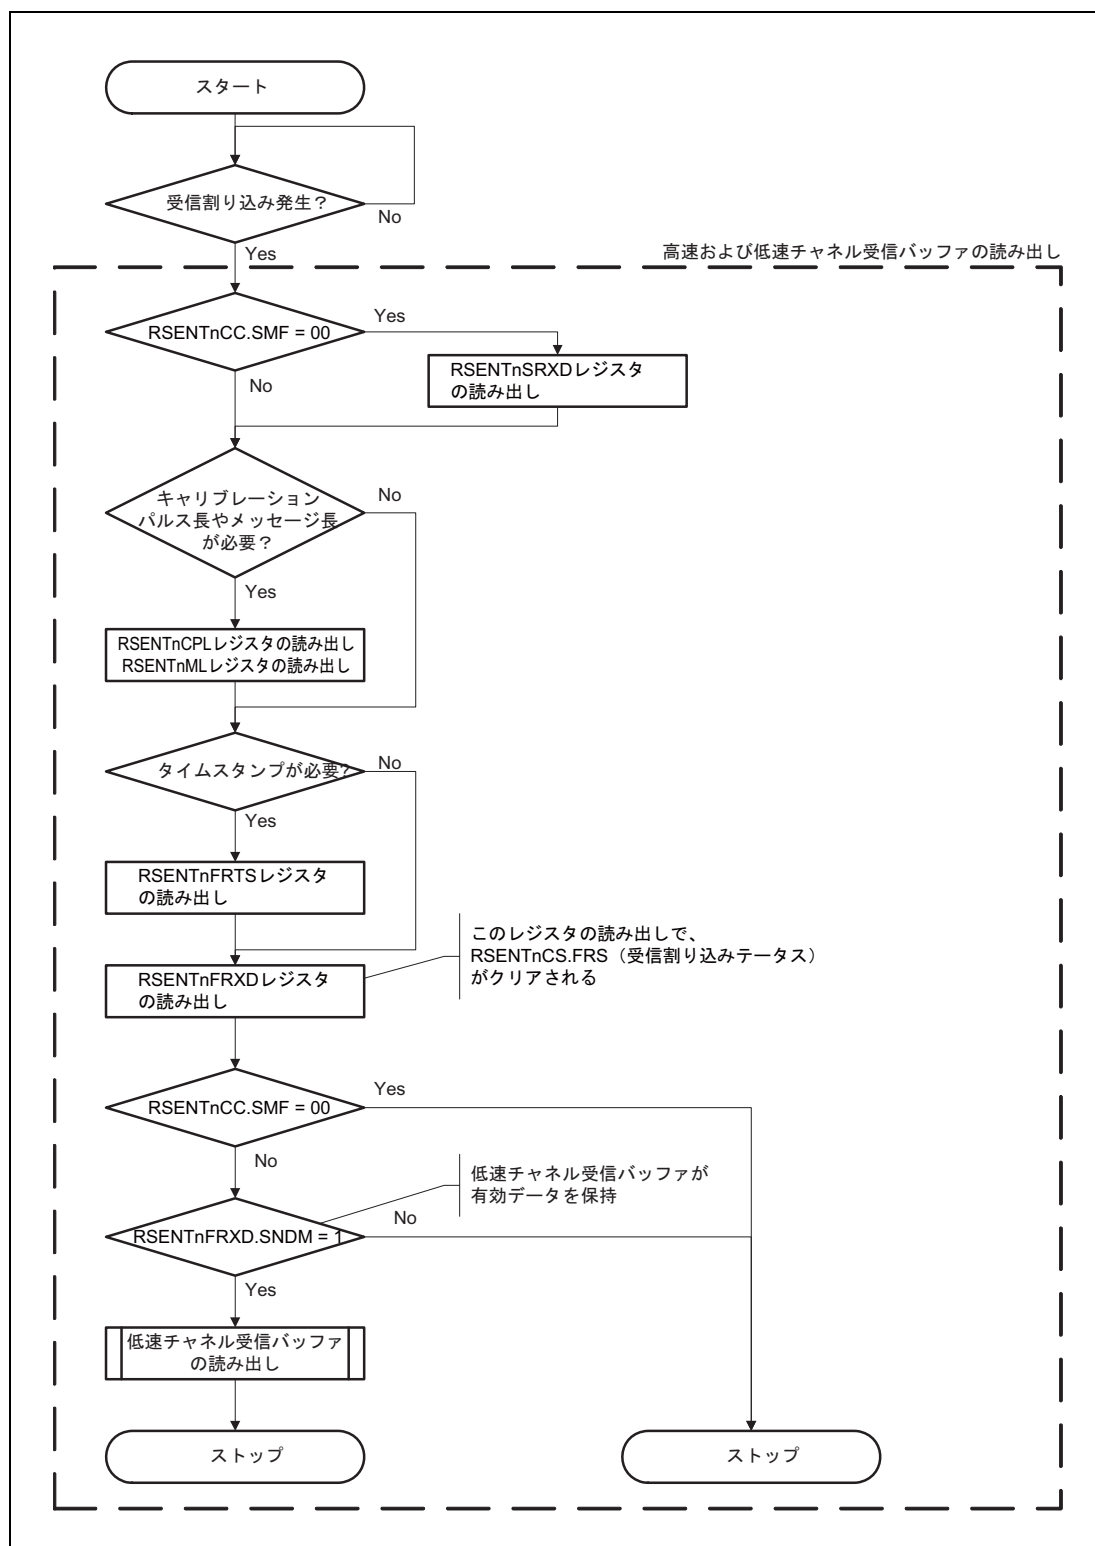 スタート
受信割り込み発生？
No
Yes
高速および低速チャネル受信バッファの読み出し
RSENTnCC.SMF = 00
Yes
RSENTnSRXDレジスタ
の読み出し
No
キャリブレーション
パルス長やメッセージ長
が必要？
No
Yes
RSENTnCPLレジスタの読み出し
RSENTnMLレジスタの読み出し
タイムスタンプが必要?
No
Yes
RSENTnFRTSレジスタ
の読み出し
このレジスタの読み出しで、
RSENTnCS.FRS（受信割り込みテータス）
がクリアされる
RSENTnFRXDレジスタ
の読み出し
RSENTnCC.SMF = 00
Yes
No
低速チャネル受信バッファが
有効データを保持
RSENTnFRXD.SNDM = 1
No
Yes
低速チャネル受信バッファ
の読み出し
ストップ
ストップ